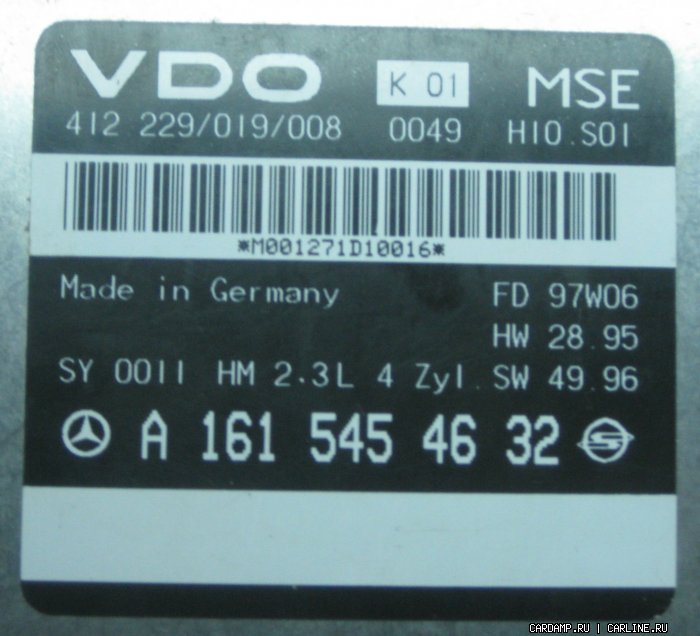 VDO K 01 MSE
412 229/019/008 0049 H10.S01
*M001271D10016*
Made in Germany FD 97W06
HW 28.95
SY 0011 HM 2.3L 4 Zyl. SW 49.96
A 161 545 46 32
CARDAMP.RU | CARLINE.RU